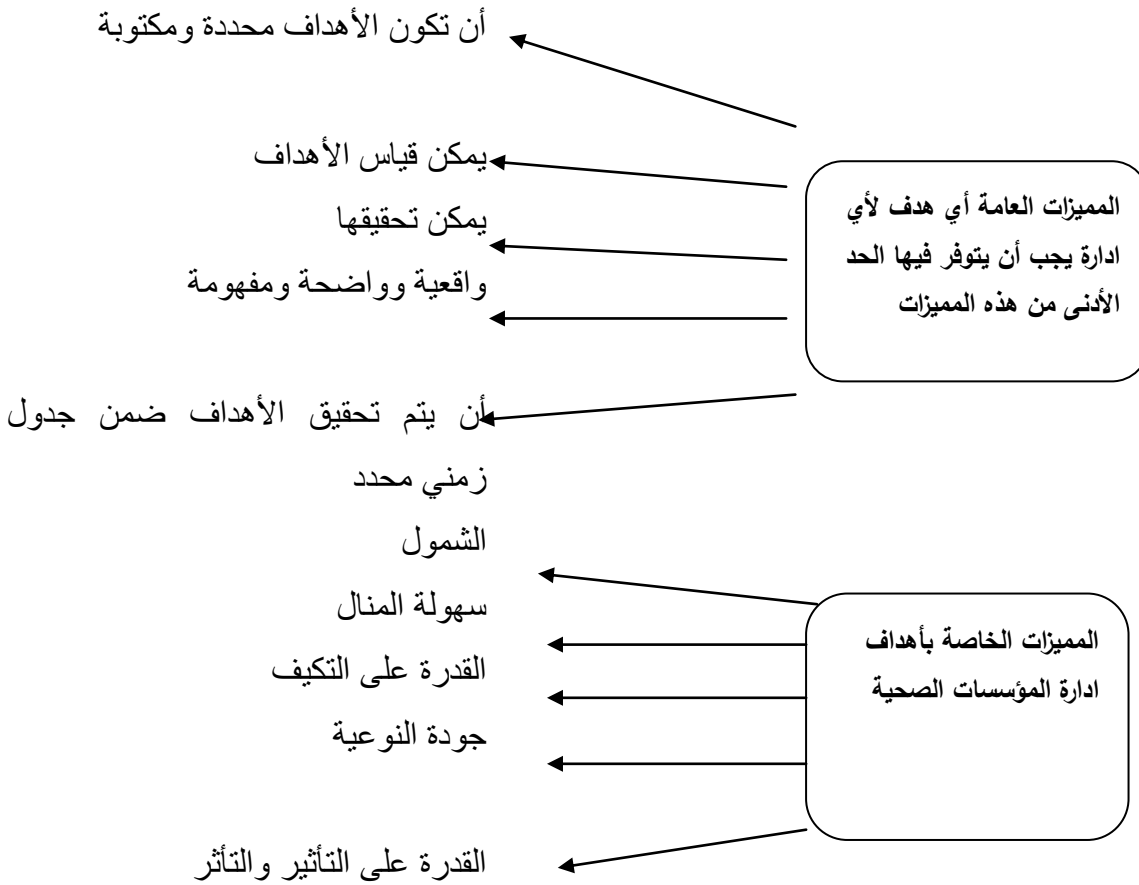 أن تكون الأهداف محددة ومكتوبة
يمكن قياس الأهداف
يمكن تحقيقها
واقعية وواضحة ومفهومة
أن يتم تحقيق الأهداف ضمن جدول
زمني محدد
المميزات العامة أي هدف لأي
ادارة يجب أن يتوفر فيها الحد
الأدنى من هذه المميزات
الشمول
سهولة المنال
القدرة على التكيف
جودة النوعية
القدرة على التأثير والتأثر
المميزات الخاصة بأهداف
ادارة المؤسسات الصحية